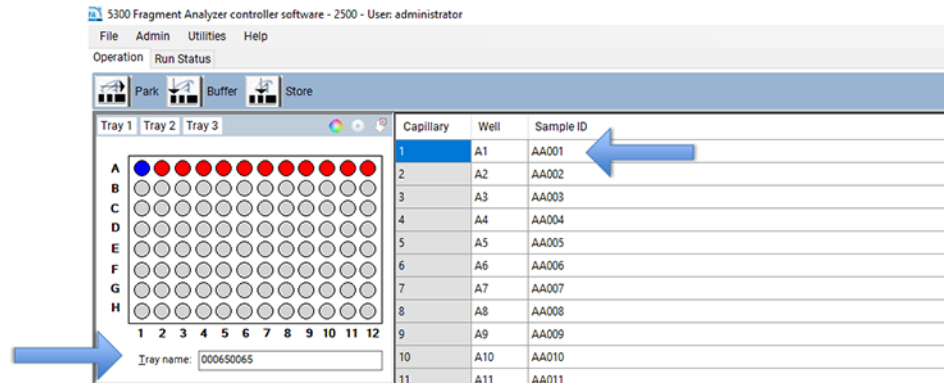 5300 Fragment Analyzer controller software - 2500 - User: administrator
File Admin Utilities Help
Operation Run Status
Park Buffer Store
Tray 1 Tray 2 Tray 3
A
B
C
D
E
F
G
H
1 2 3 4 5 6 7 8 9 10 11 12
Tray name: 000650065
Capillary Well Sample ID
1 A1 AA001
2 A2 AA002
3 A3 AA003
4 A4 AA004
5 A5 AA005
6 A6 AA006
7 A7 AA007
8 A8 AA008
9 A9 AA009
10 A10 AA010
11 A11 AA011